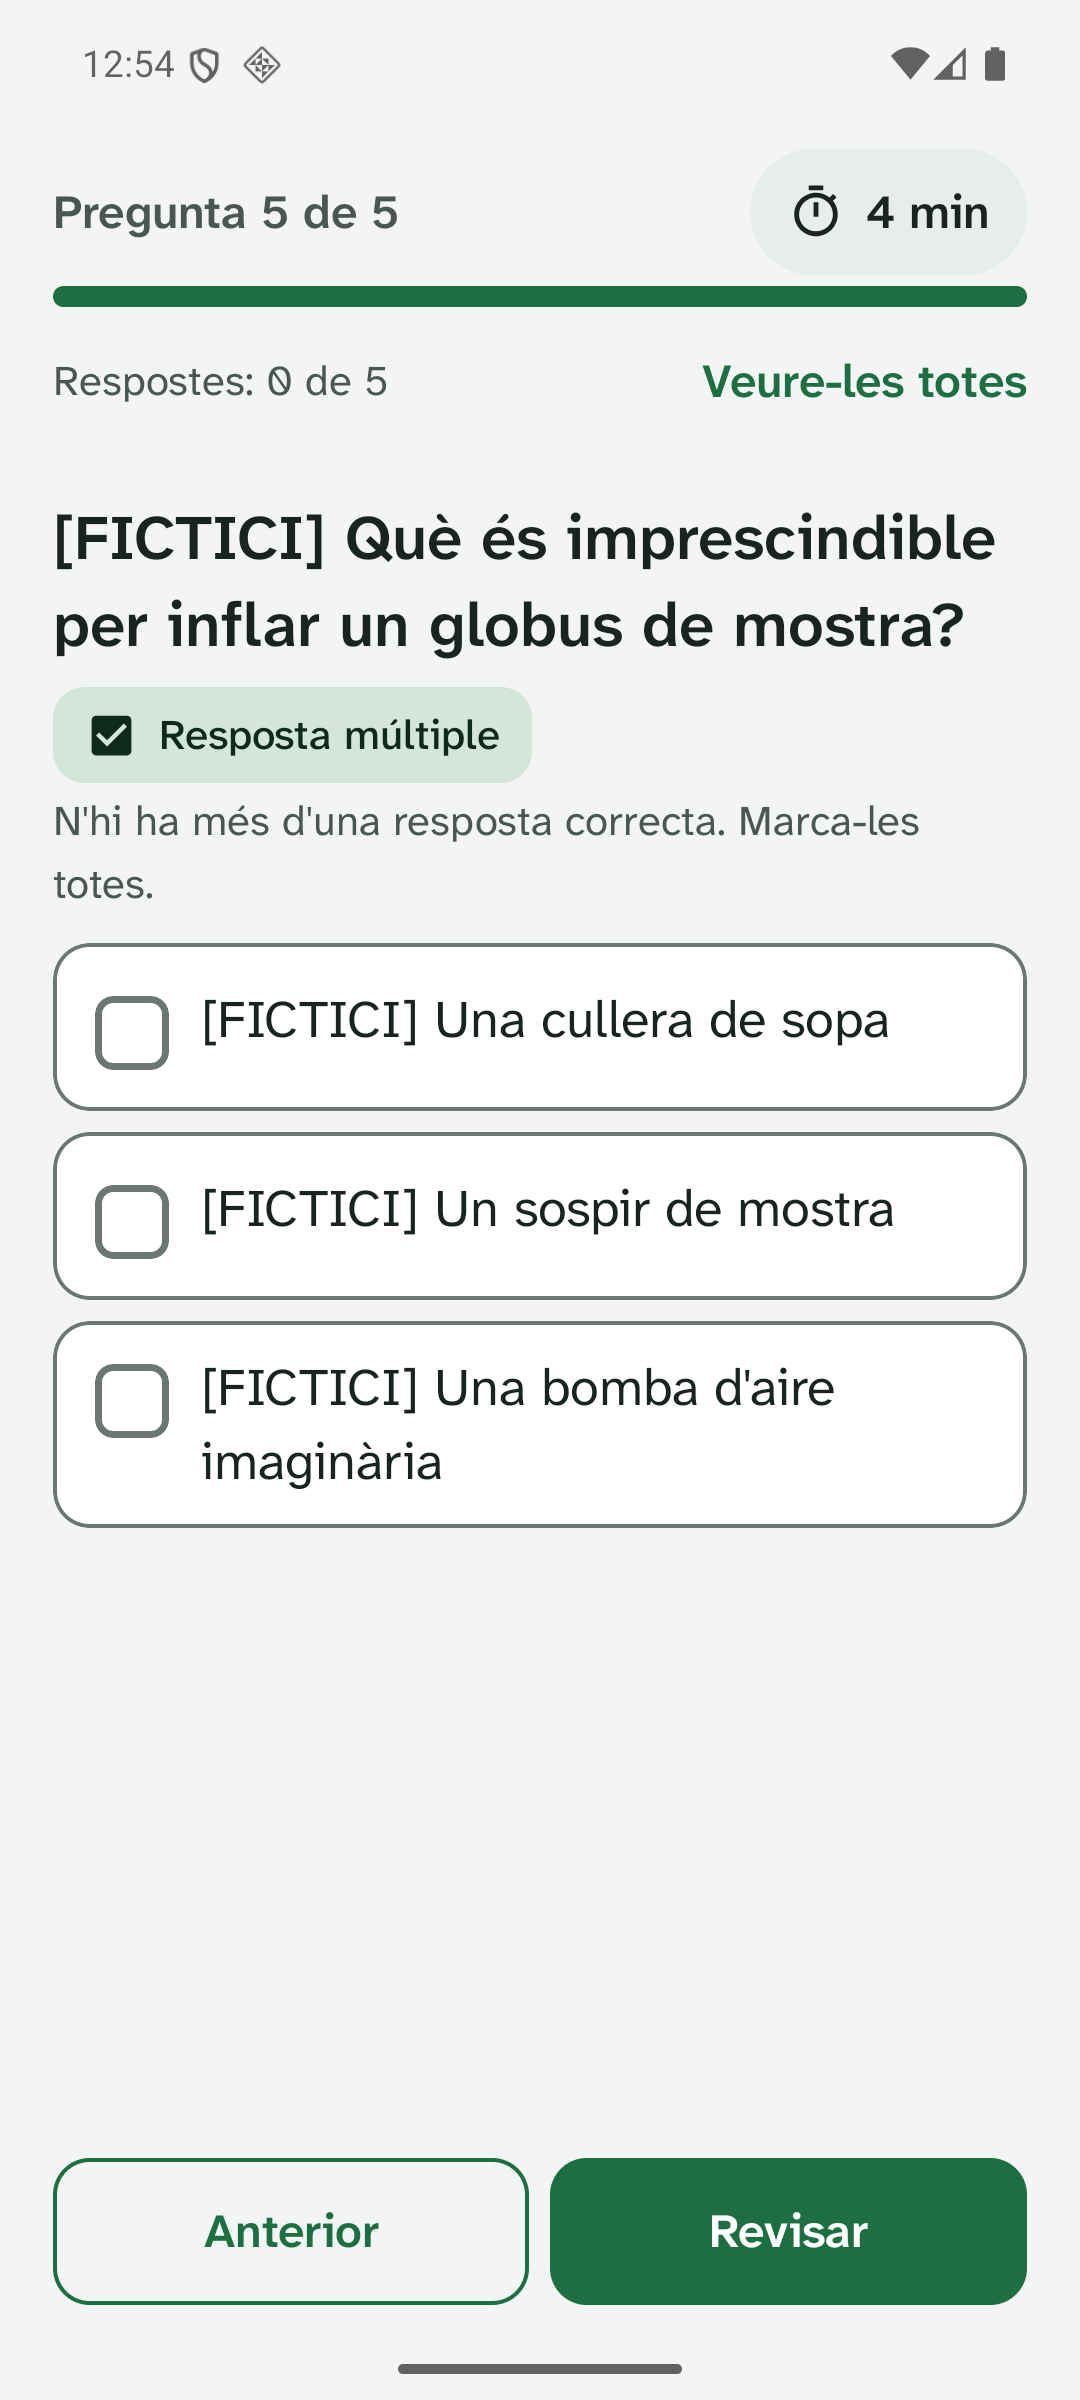 12:54
Pregunta 5 de 5
4 min
Respostes: 0 de 5
Veure-les totes
[FICTICI] Què és imprescindible
per inflar un globus de mostra?
Resposta múltiple
N'hi ha més d'una resposta correcta. Marca-les
totes.
[FICTICI] Una cullera de sopa
[FICTICI] Un sospir de mostra
[FICTICI] Una bomba d'aire
imaginària
Anterior
Revisar